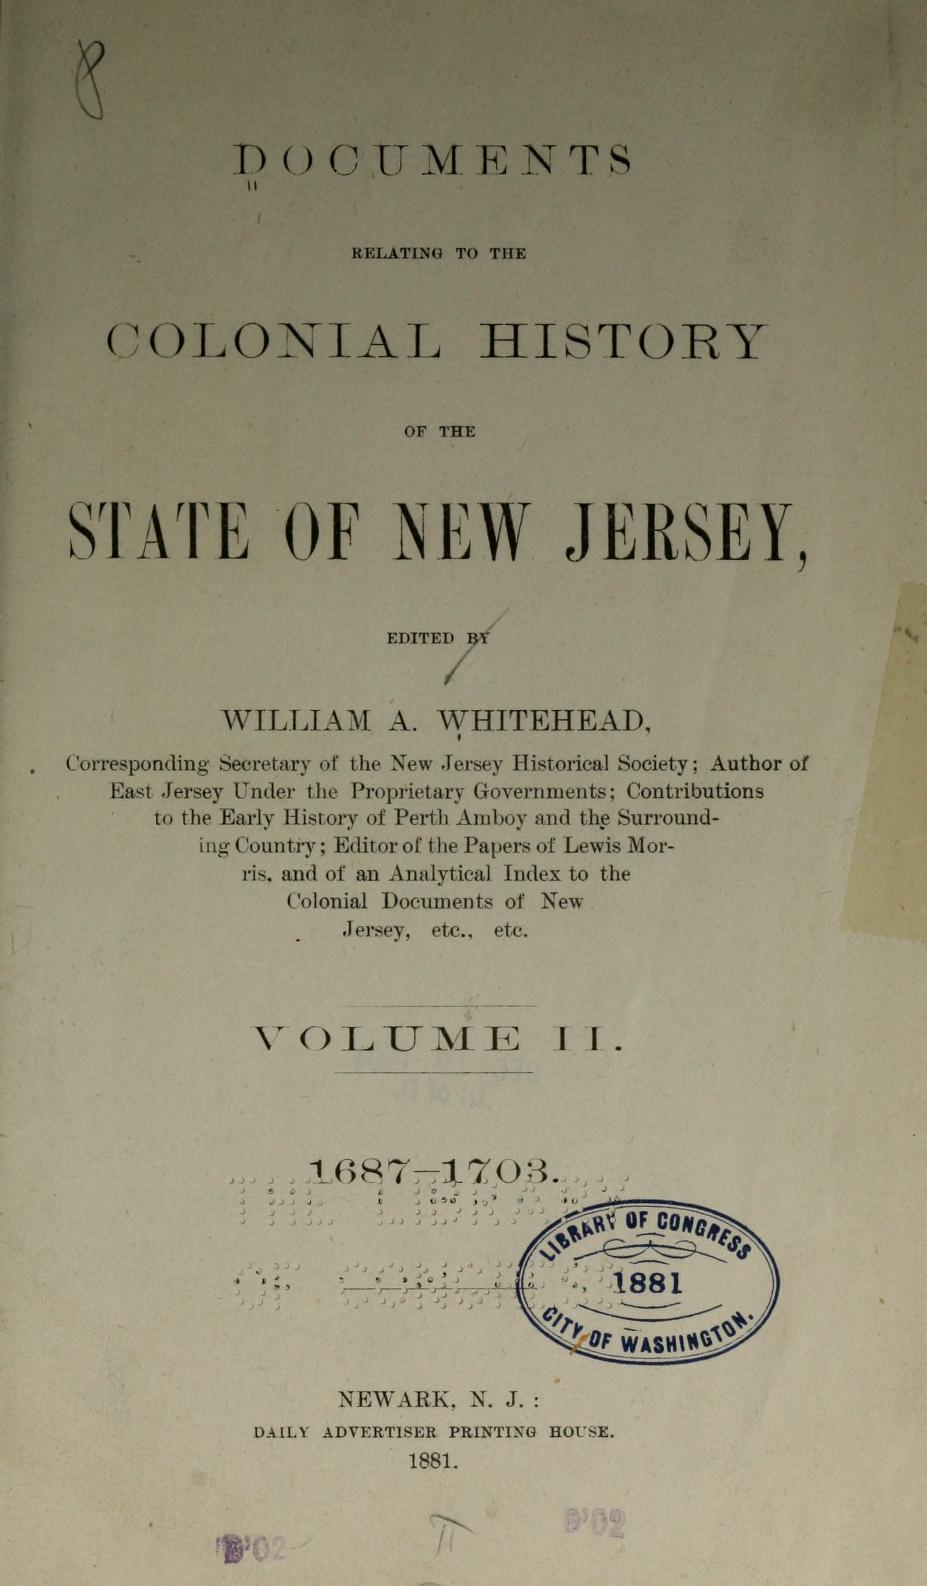 DOCUMENTS
RELATING TO THE
COLONIAL HISTORY
OF THE
STATE OF NEW JERSEY,
EDITED BY
WILLIAM A. WHITEHEAD,
Corresponding Secretary of the New Jersey Historical Society; Author of
East Jersey Under the Proprietary Governments; Contributions
to the Early History of Perth Amboy and the Surround-
ing Country; Editor of the Papers of Lewis Mor-
ris. and of an Analytical Index to the
Colonial Documents of New
Jersey, etc., etc.
VOLUME II.
1687–1703.
LIBRARY OF CONGRESS
1881
CITY OF WASHINGTON.
NEWARK, N. J. :
DAILY ADVERTISER PRINTING HOUSE.
1881.
D'02
D'02